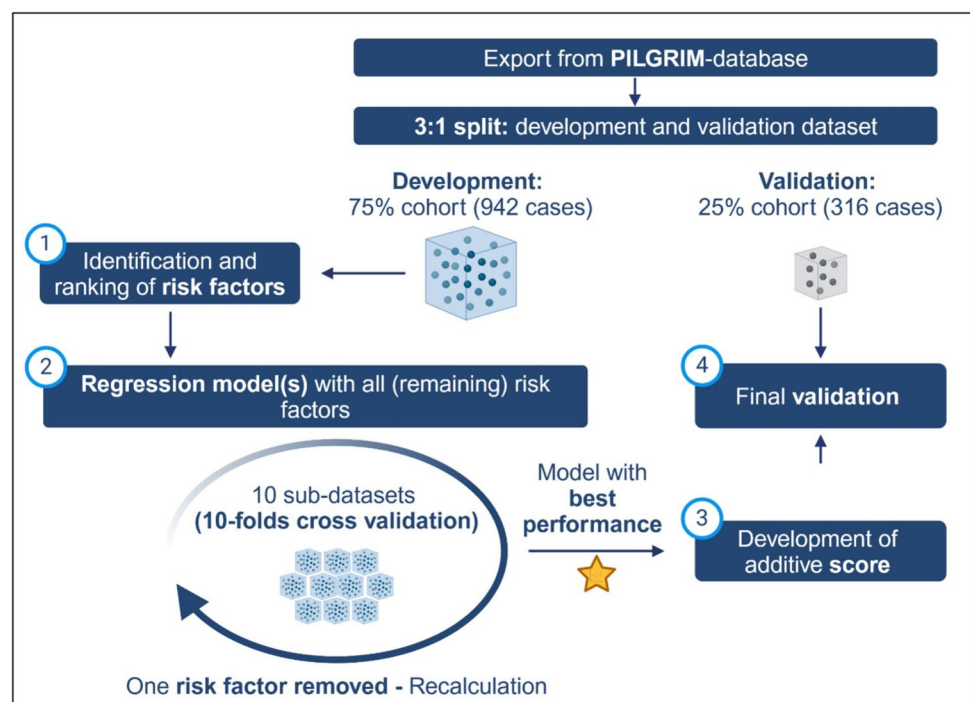 Export from PILGRIM-database
3:1 split: development and validation dataset
Development:
75% cohort (942 cases)
Validation:
25% cohort (316 cases)
1
Identification and
ranking of risk factors
2
Regression model(s) with all (remaining) risk
factors
10 sub-datasets
(10-folds cross validation)
One risk factor removed - Recalculation
Model with
best
performance
3
Development of
additive score
4
Final validation